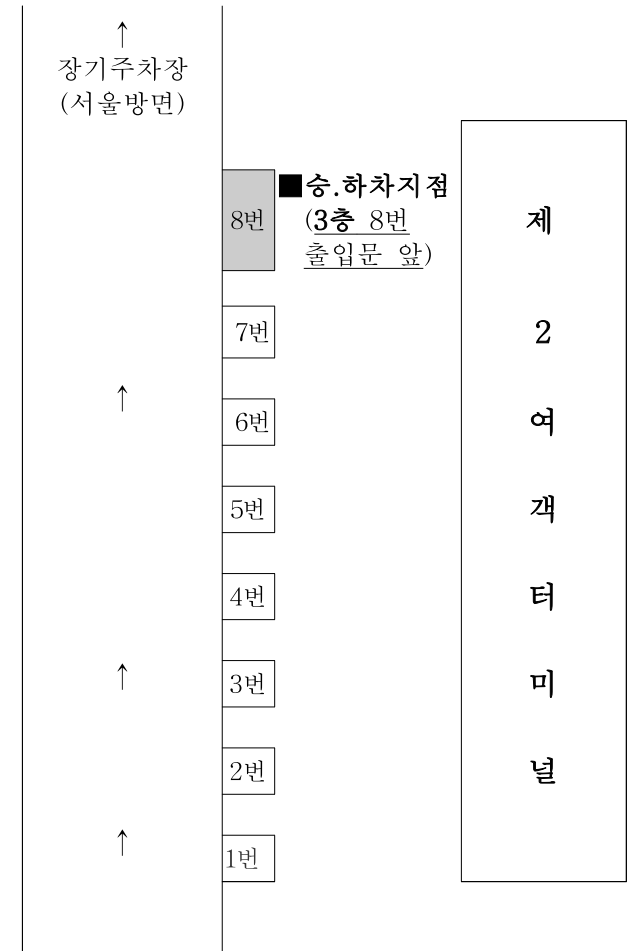 ↑
장기주차장
(서울방면)
■승.하차지점
(3층 8번
출입문 앞)
8번
7번
↑
6번
5번
4번
↑
3번
2번
↑
1번
제
2
여
객
터
미
널